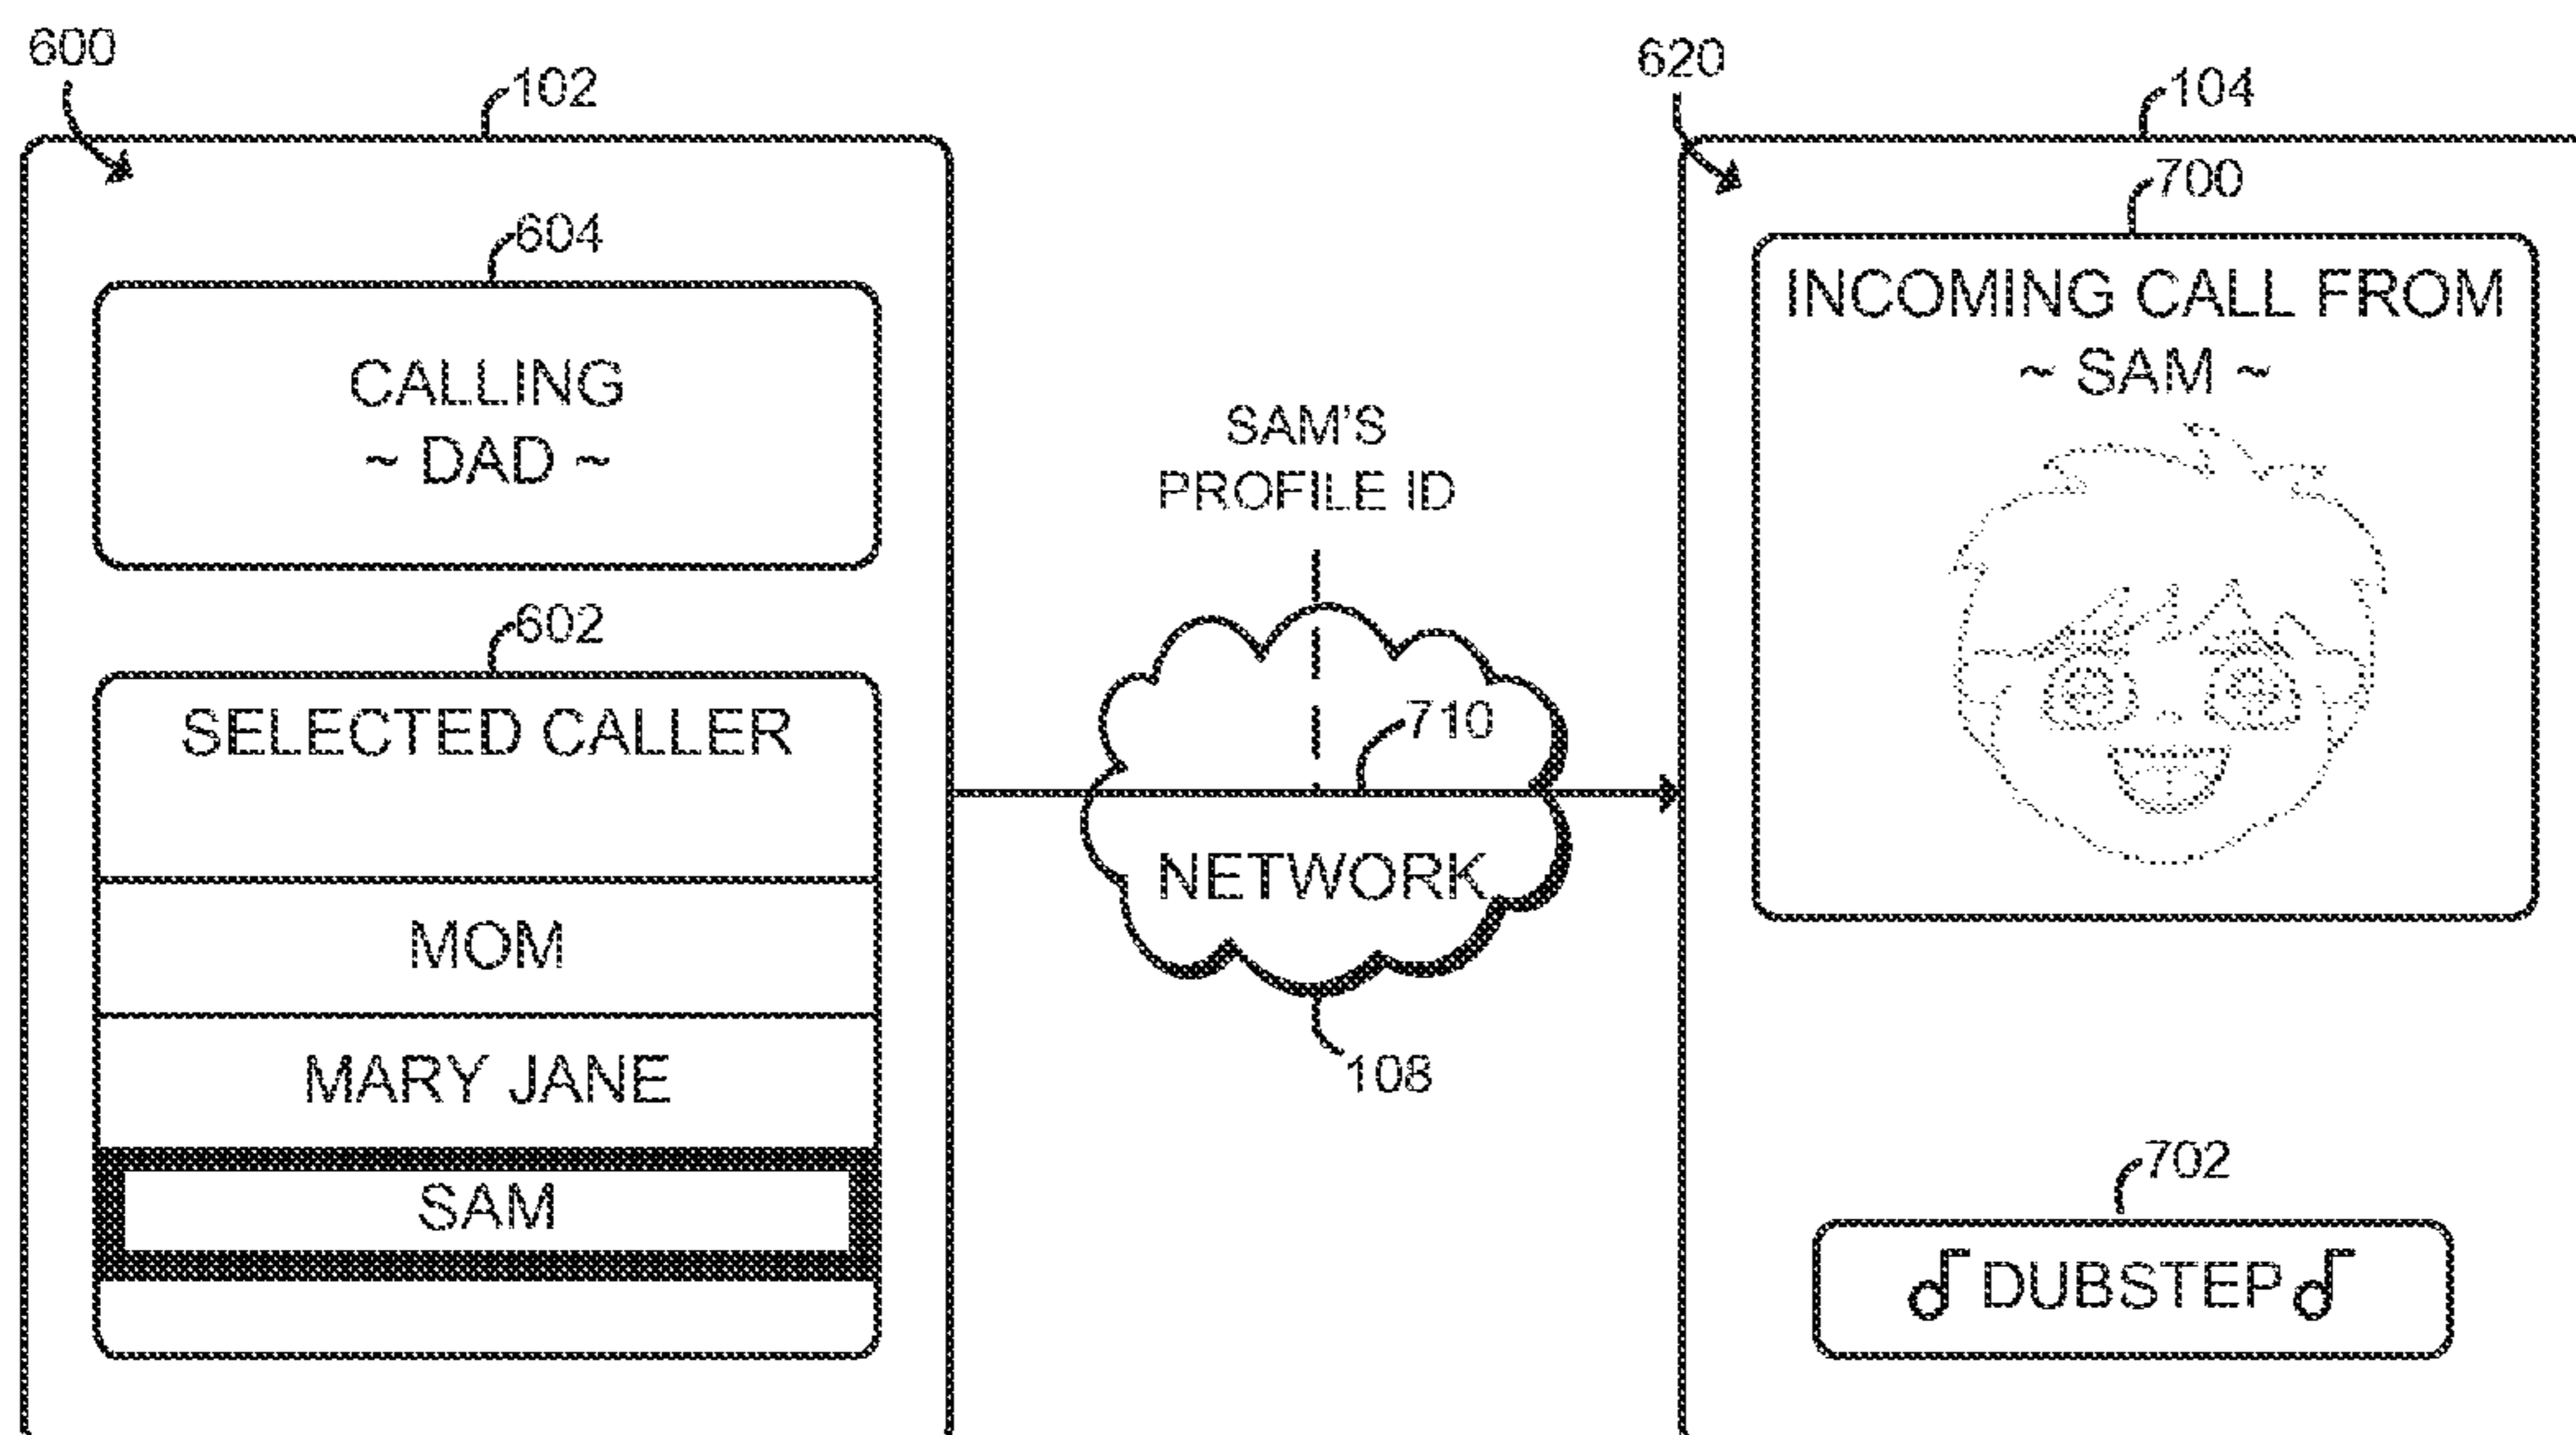 600
102
604
CALLING
~ DAD ~
602
SELECTED CALLER
MOM
MARY JANE
SAM
SAM'S
PROFILE ID
710
NETWORK
108
620
104
700
INCOMING CALL FROM
~ SAM ~
702
DUBSTEP